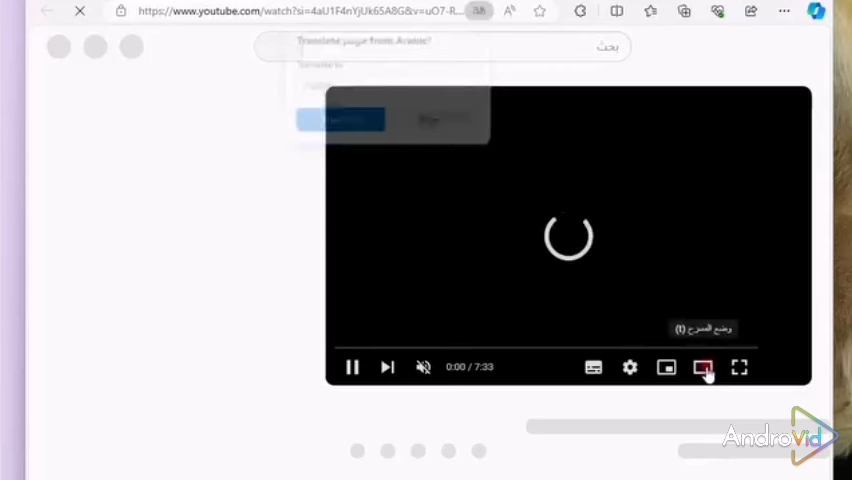 https://www.youtube.com/watch?si=4aU1F4nYjUk65A8G&v=uO7-R...
بحث
Translate page from Arabic?
وضع المسرح (t)
0:00 / 7:33
AndroVid